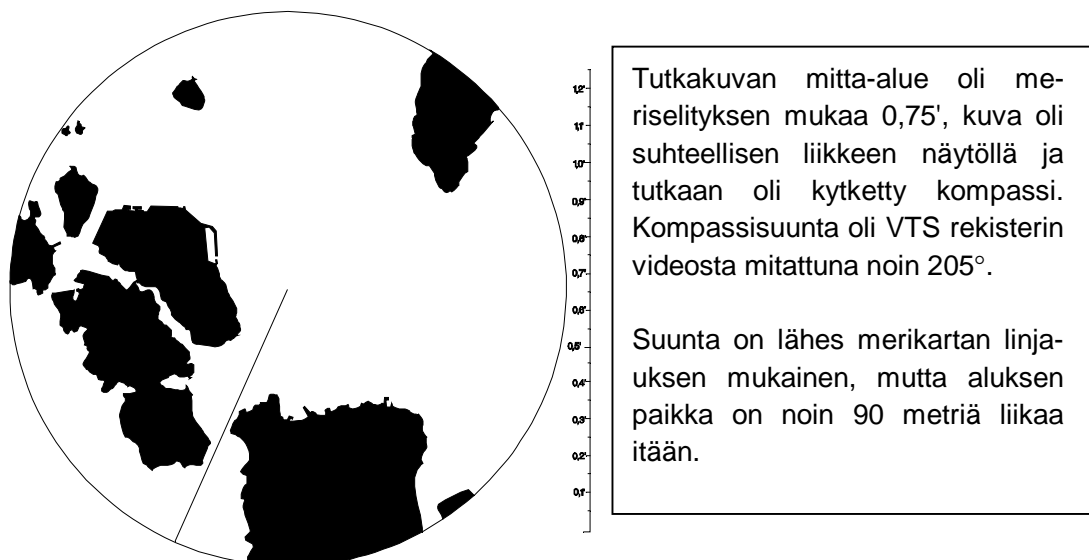 1,2'
1,1'
1,0'
0,9'
0,8'
0,7'
0,6'
0,5'
0,4'
0,3'
0,2'
0,1'
Tutkakuvan mitta-alue oli me-
riselityksen mukaa 0,75', kuva oli
suhteellisen liikkeen näytöllä ja
tutkaan oli kytketty kompassi.
Kompassisuunta oli VTS rekisterin
videosta mitattuna noin 205°.
Suunta on lähes merikartan linja-
uksen mukainen, mutta aluksen
paikka on noin 90 metriä liikaa
itään.